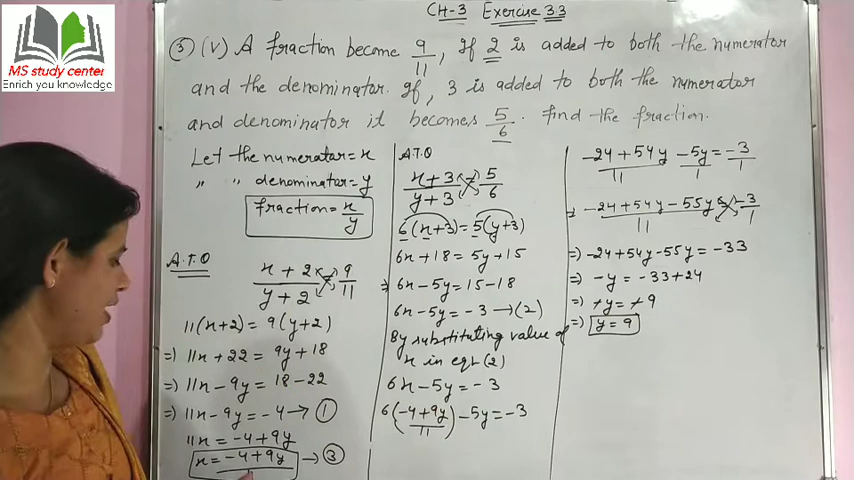 CH-3 Exercise 3.3
MS study center
Enrich you knowledge
③ (V) A fraction become 9/11, If 2 is added to both the numerator
and the denominator. If, 3 is added to both the numerator
and denominator it becomes 5/6. find the fraction.
Let the numeratar = x
" " denominatar = y
fraction = x/y
A.T.Q
x + 2 / y + 2 = 9/11
11(x+2) = 9(y+2)
=) 11x + 22 = 9y + 18
=) 11x - 9y = 18 - 22
=) 11x - 9y = -4 → ①
11x = -4 + 9y
x = -4 + 9y → ③
A.T.Q
x + 3 / y + 3 = 5/6
6(x+3) = 5(y+3)
6x + 18 = 5y + 15
=) 6x - 5y = 15 - 18
6x - 5y = -3 → (2)
By substituting value of
x in eqn (2)
6x - 5y = -3
6(-4+9y / 11) - 5y = -3
-24 + 54y / 11 - 5y / 1 = -3 / 1
=) -24 + 54y - 55y / 11 = -3 / 1
=) -24 + 54y - 55y = -33
=) -y = -33 + 24
=) -y = -9
=) y = 9